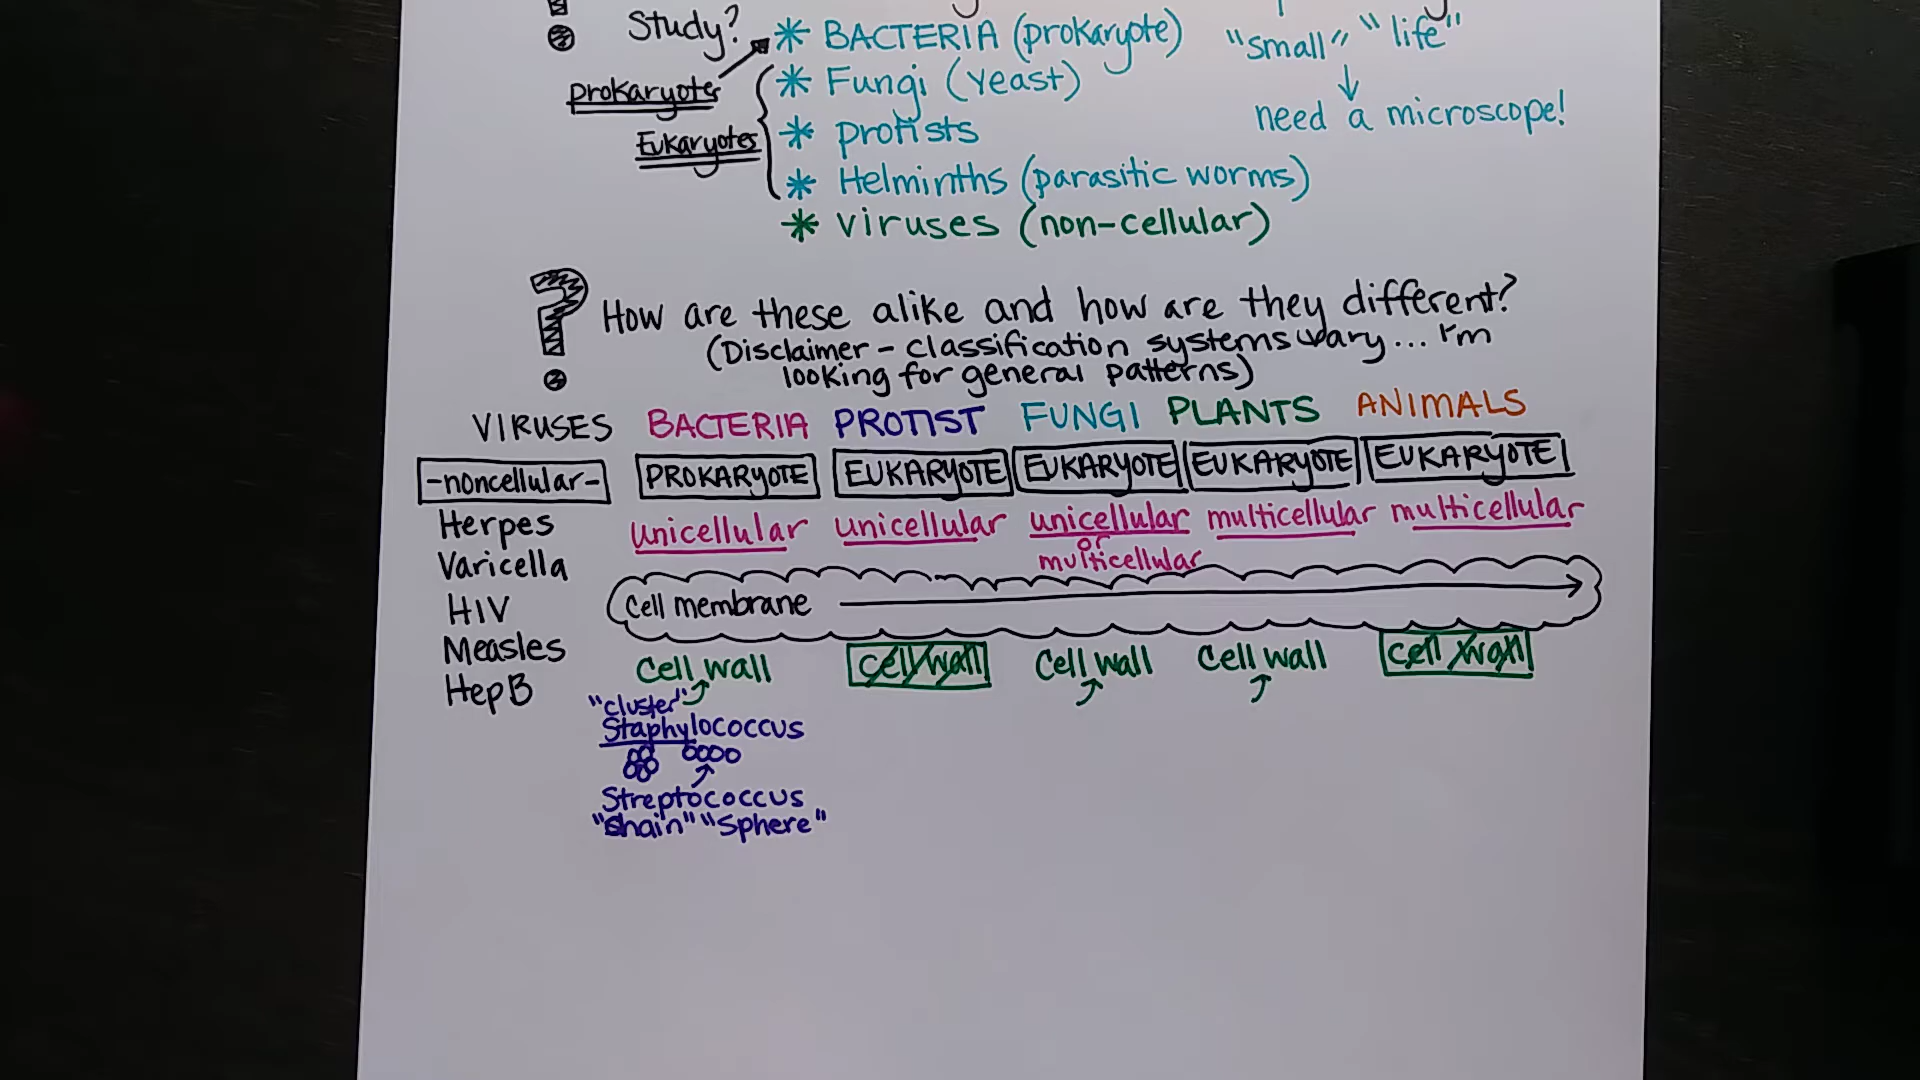 Study?
* BACTERIA (prokaryote)
"small" "life"
prokaryotes
* Fungi (yeast)
need a microscope!
Eukaryotes
* protists
* Helminths (parasitic worms)
* viruses (non-cellular)
? How are these alike and how are they different?
(Disclaimer - classification systems vary... I'm
looking for general patterns)
VIRUSES BACTERIA PROTIST FUNGI PLANTS ANIMALS
-noncellular- PROKARYOTE EUKARYOTE EUKARYOTE EUKARYOTE EUKARYOTE
Herpes unicellular unicellular unicellular multicellular multicellular
or
Varicella multicellular
HIV Cell membrane
Measles Cell wall cell wall Cell wall Cell wall cell wall
HepB
"cluster"
Staphylococcus
Streptococcus
"chain" "Sphere"